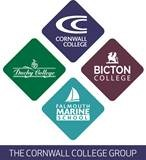 CORNWALL
COLLEGE
Duchy College
BICTON
COLLEGE
FALMOUTH
MARINE
SCHOOL
THE CORNWALL COLLEGE GROUP